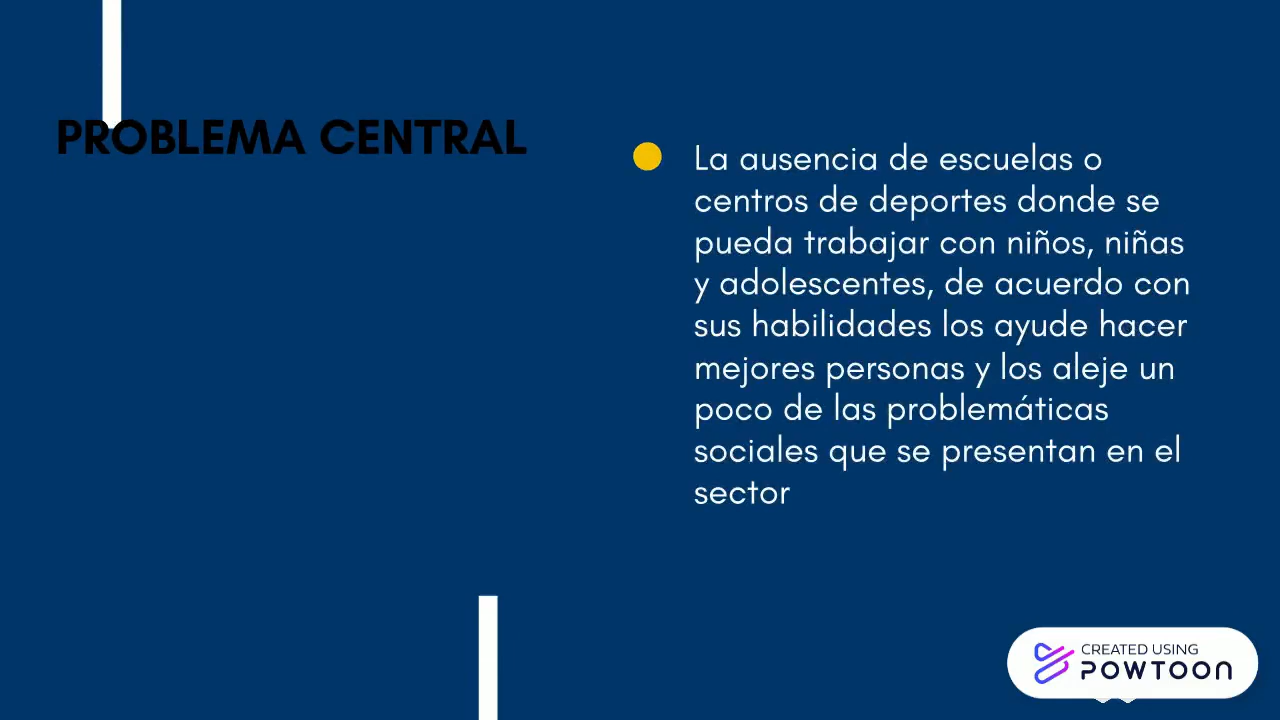 PROBLEMA CENTRAL
La ausencia de escuelas o
centros de deportes donde se
pueda trabajar con niños, niñas
y adolescentes, de acuerdo con
sus habilidades los ayude hacer
mejores personas y los aleje un
poco de las problemáticas
sociales que se presentan en el
sector
CREATED USING
POWTOON